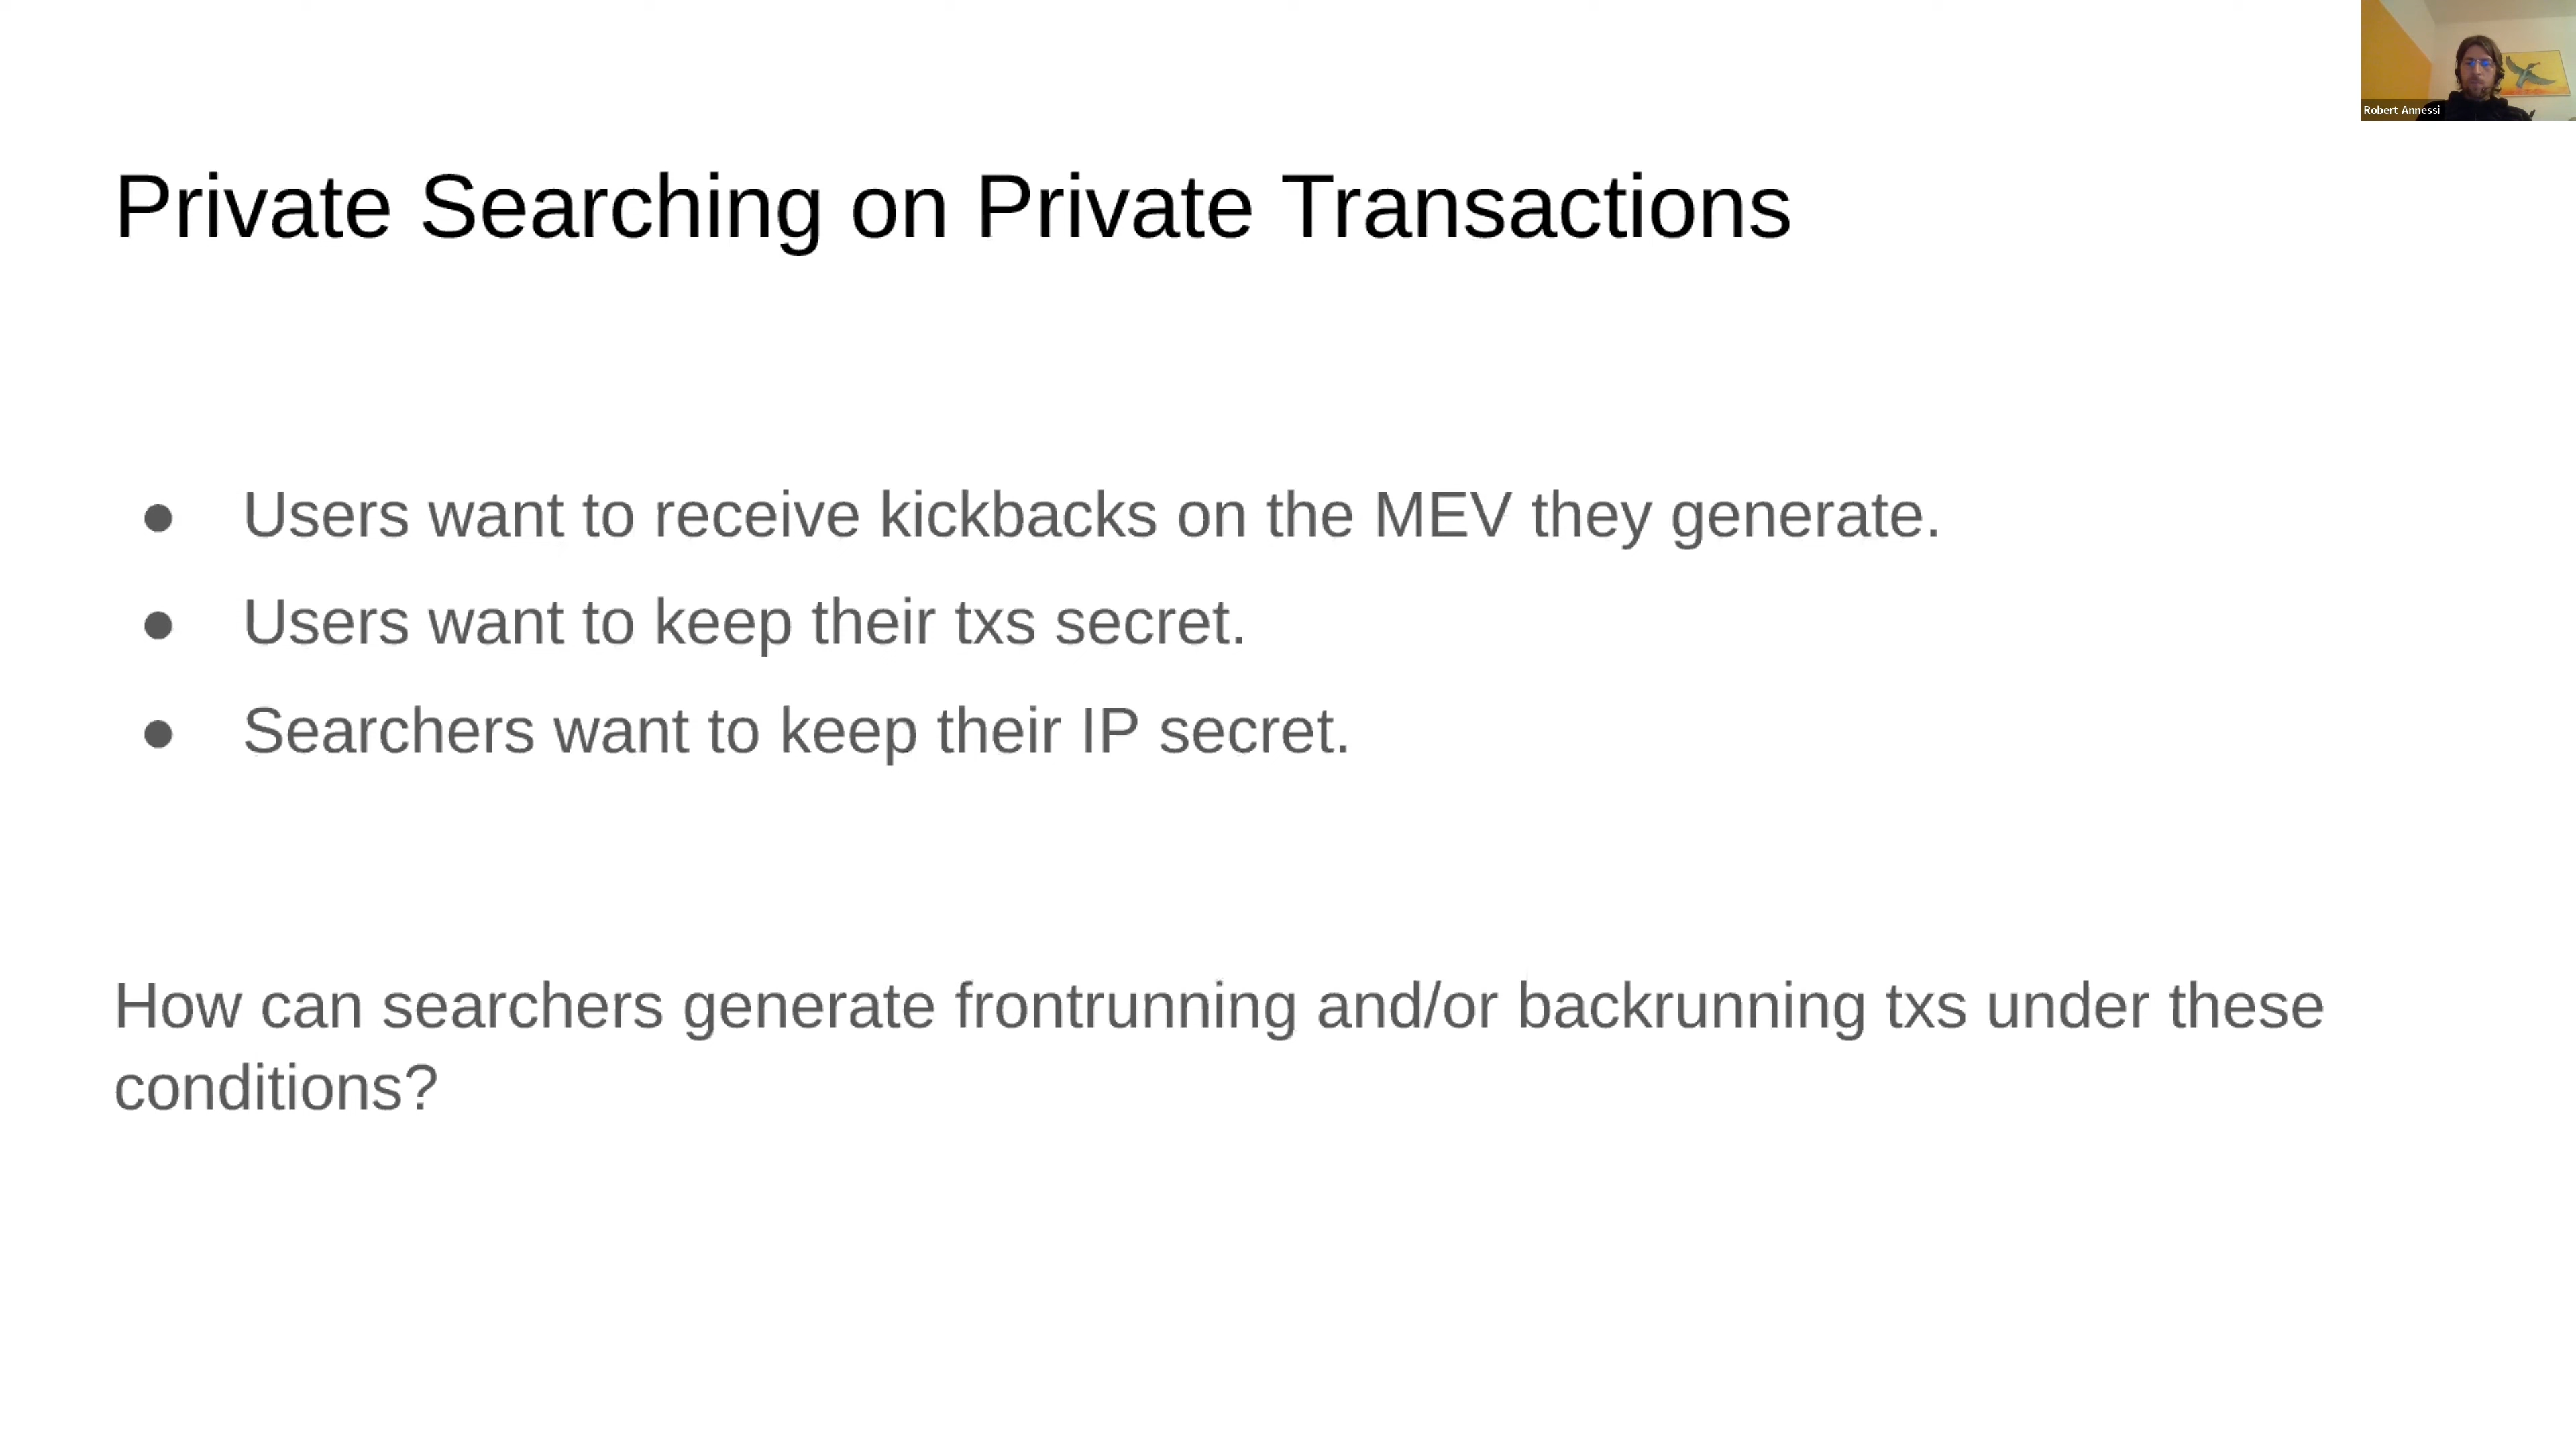 Robert Annessi
Private Searching on Private Transactions
● Users want to receive kickbacks on the MEV they generate.
● Users want to keep their txs secret.
● Searchers want to keep their IP secret.
How can searchers generate frontrunning and/or backrunning txs under these
conditions?